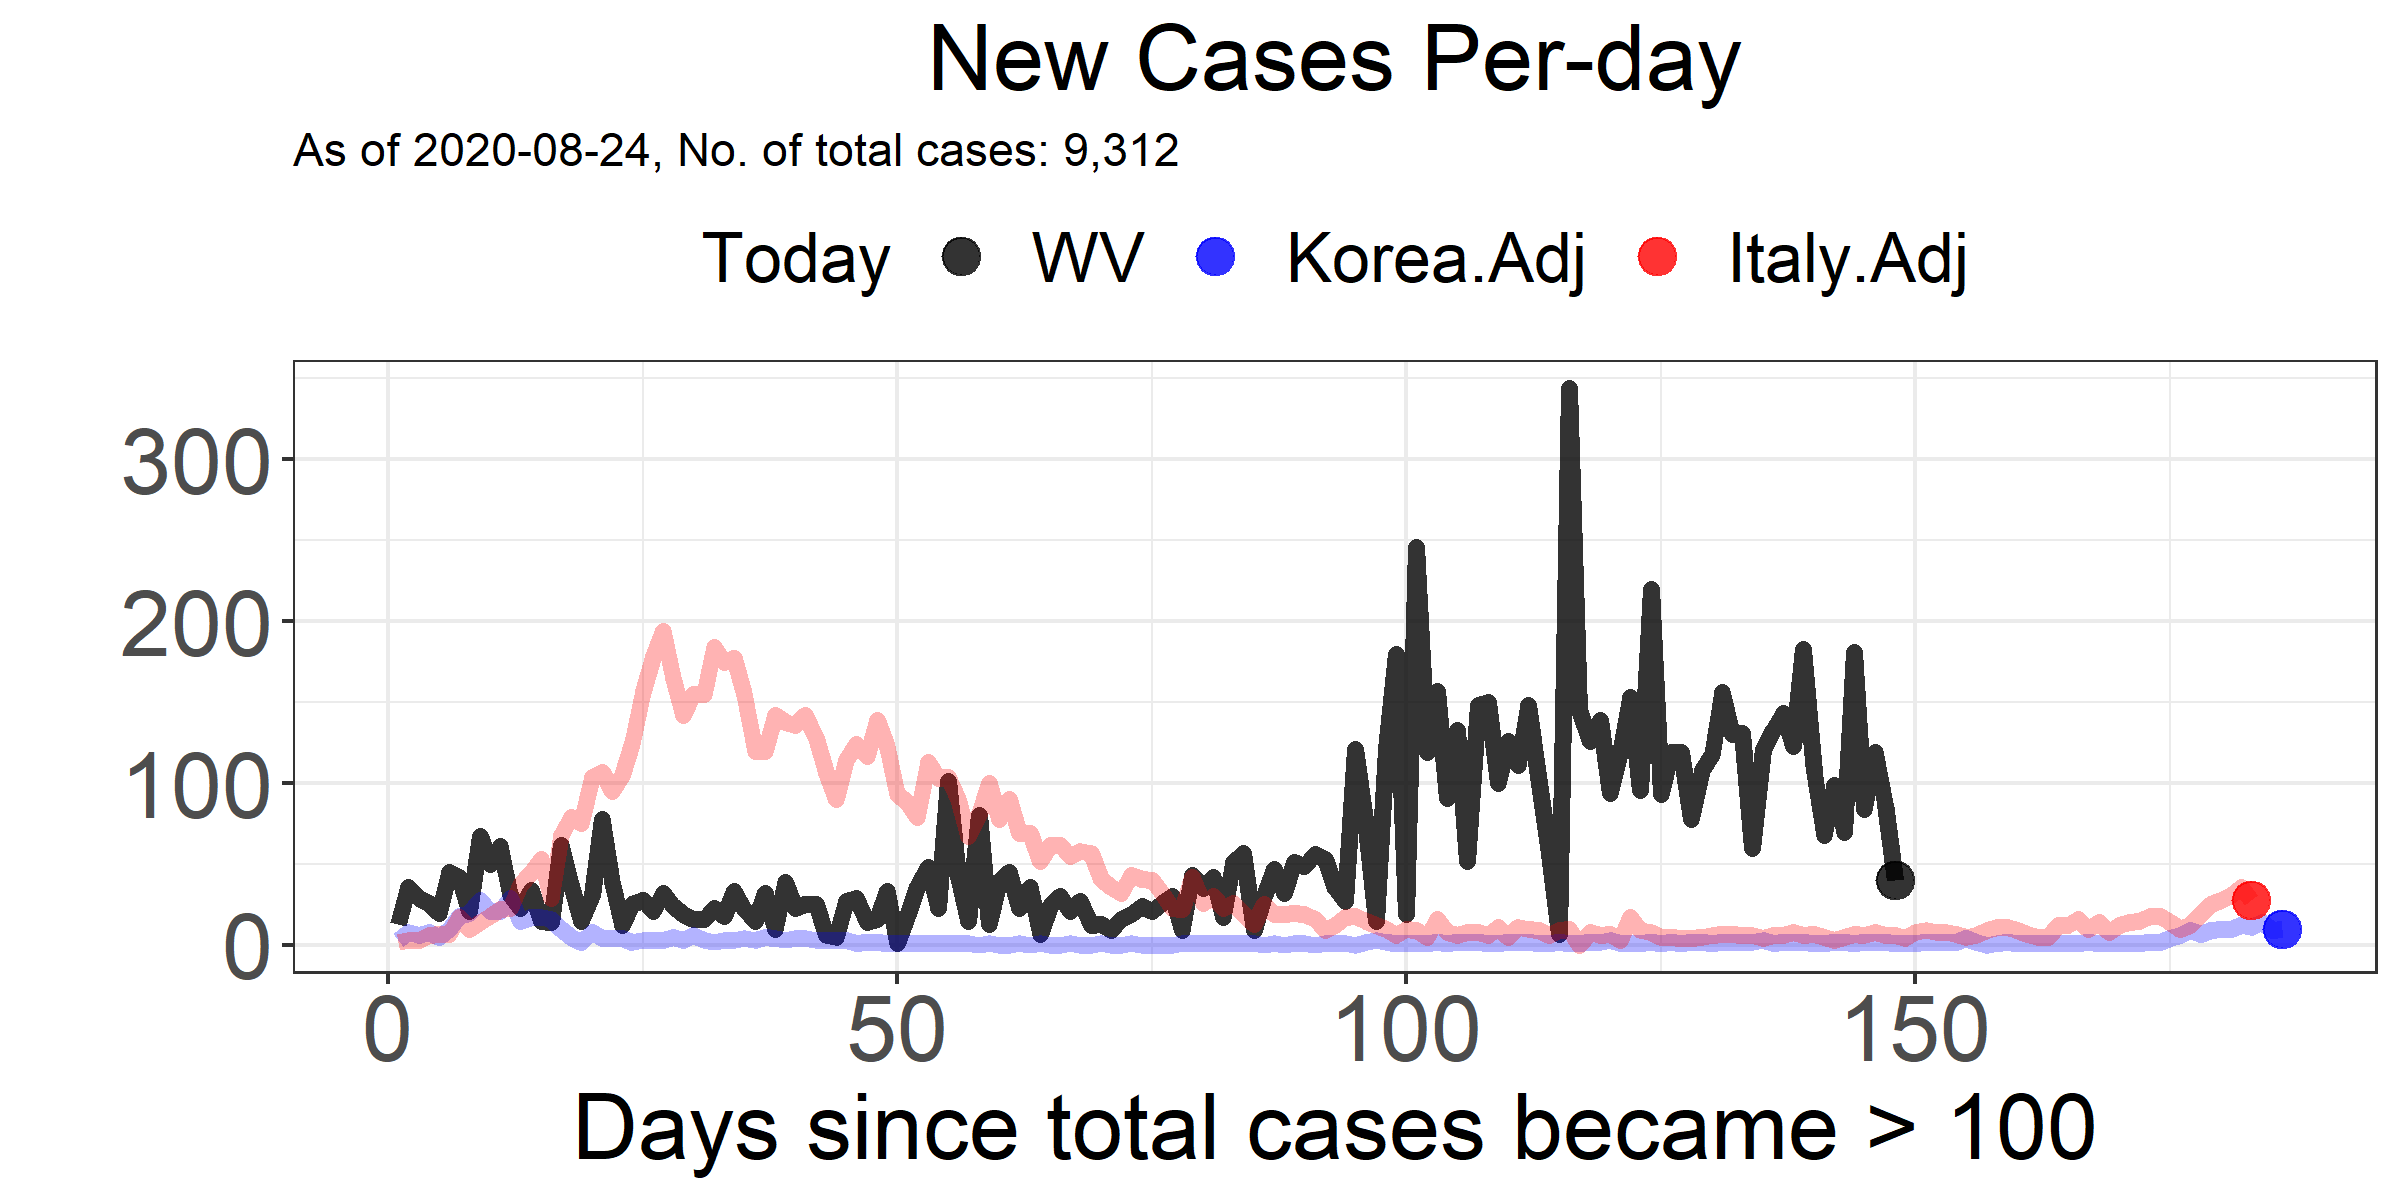 New Cases Per-day
As of 2020-08-24, No. of total cases: 9,312
Today WV Korea.Adj Italy.Adj
300
200
100
0
0 50 100 150
Days since total cases became > 100